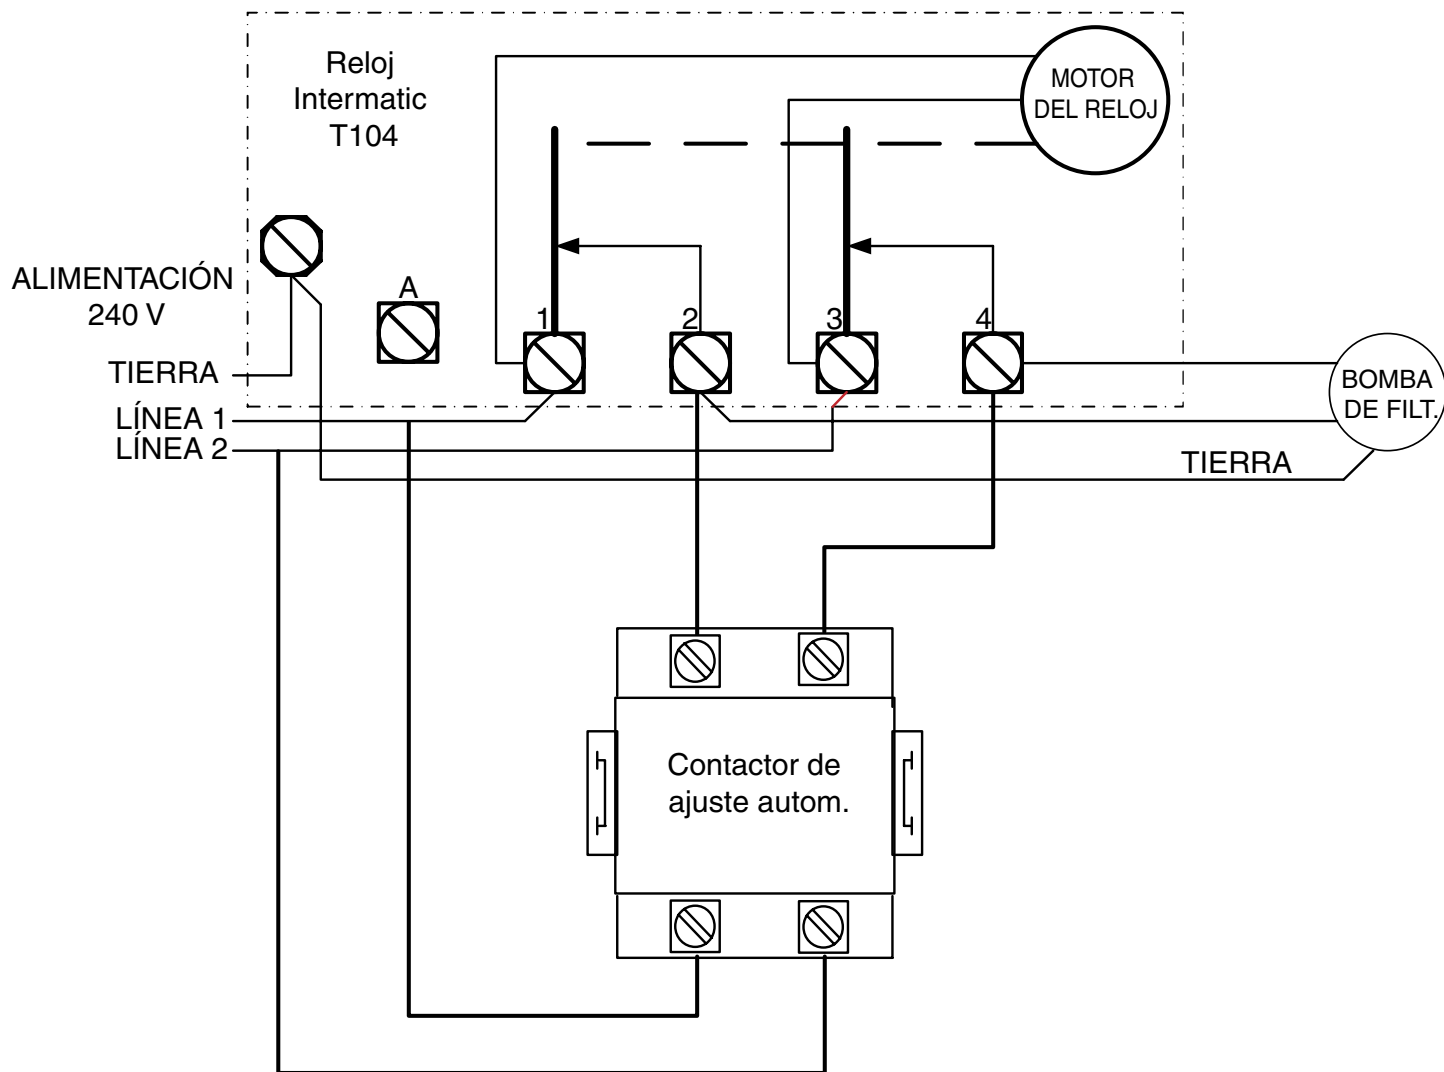 Reloj
Intermatic
T104
MOTOR
DEL RELOJ
ALIMENTACIÓN
240 V
A
1
2
3
4
TIERRA
LÍNEA 1
LÍNEA 2
BOMBA
DE FILT.
TIERRA
Contactor de
ajuste autom.